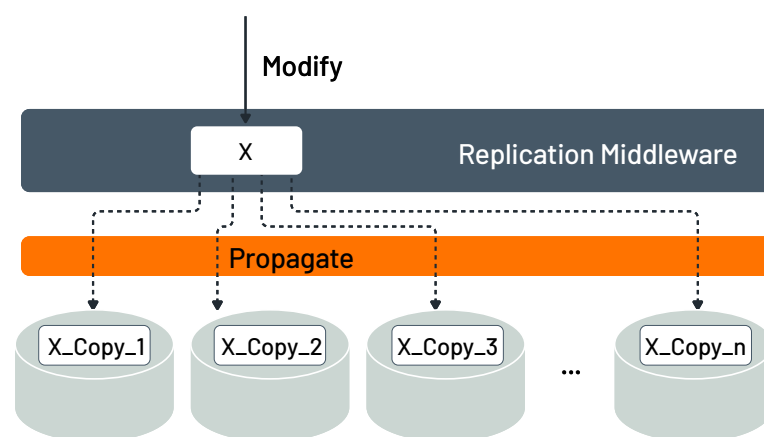 Modify
X
Replication Middleware
Propagate
X_Copy_1
X_Copy_2
X_Copy_3
X_Copy_n
...